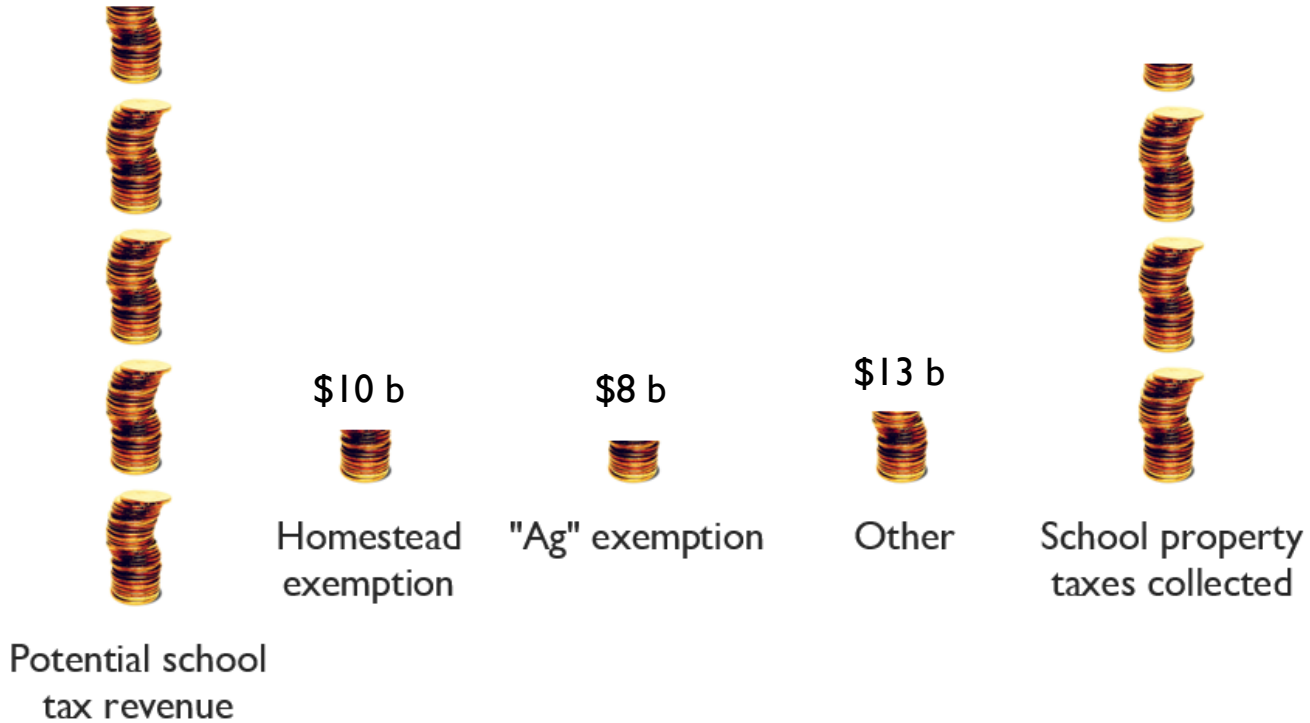 $10 b
$8 b
$13 b
Homestead
exemption
"Ag" exemption
Other
School property
taxes collected
Potential school
tax revenue